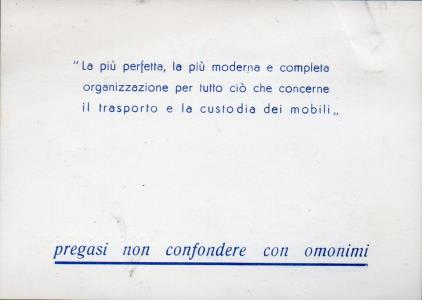 " La più perfetta, la più moderna e completa
organizzazione per tutto ciò che concerne
il trasporto e la custodia dei mobili „
pregasi non confondere con omonimi